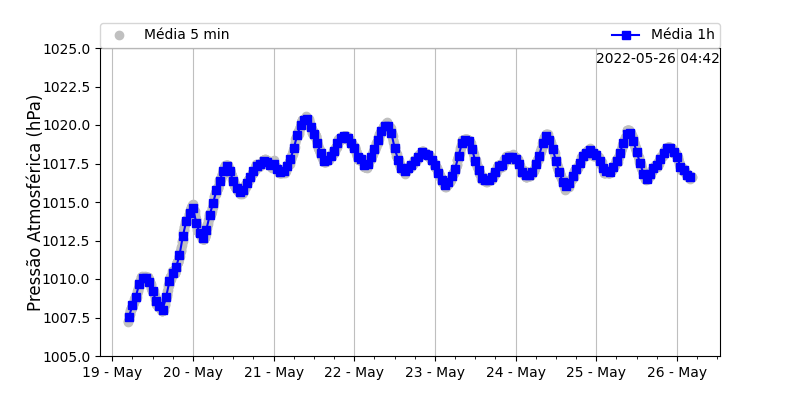 Média 5 min
Média 1h
2022-05-26 04:42
Pressão Atmosférica (hPa)
1025.0
1022.5
1020.0
1017.5
1015.0
1012.5
1010.0
1007.5
1005.0
19 - May
20 - May
21 - May
22 - May
23 - May
24 - May
25 - May
26 - May